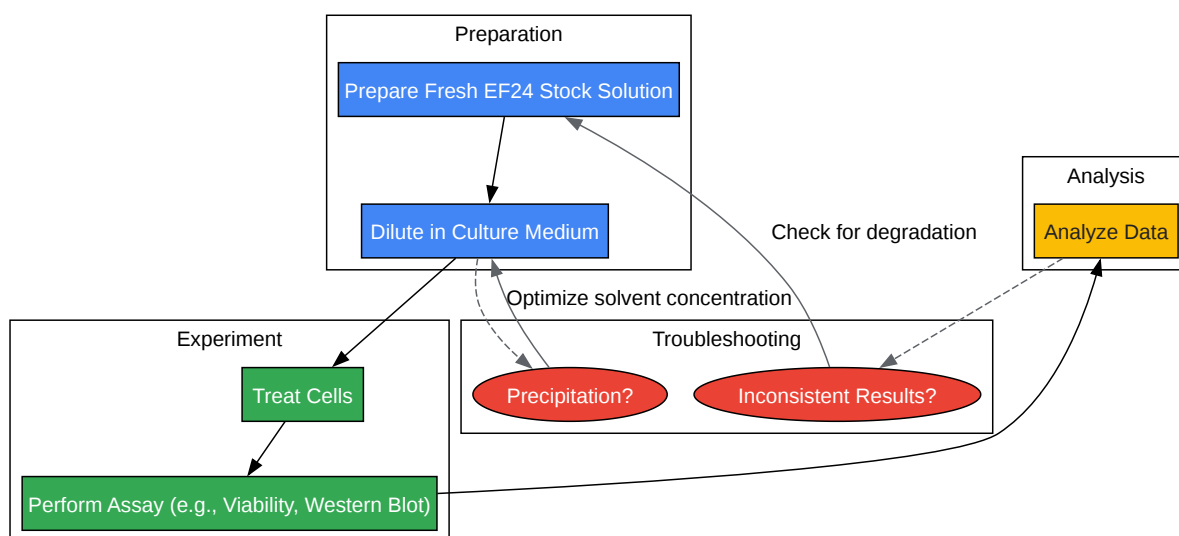 Preparation
Prepare Fresh EF24 Stock Solution
Dilute in Culture Medium
Analysis
Analyze Data
Check for degradation
Optimize solvent concentration
Experiment
Treat Cells
Perform Assay (e.g., Viability, Western Blot)
Troubleshooting
Precipitation?
Inconsistent Results?